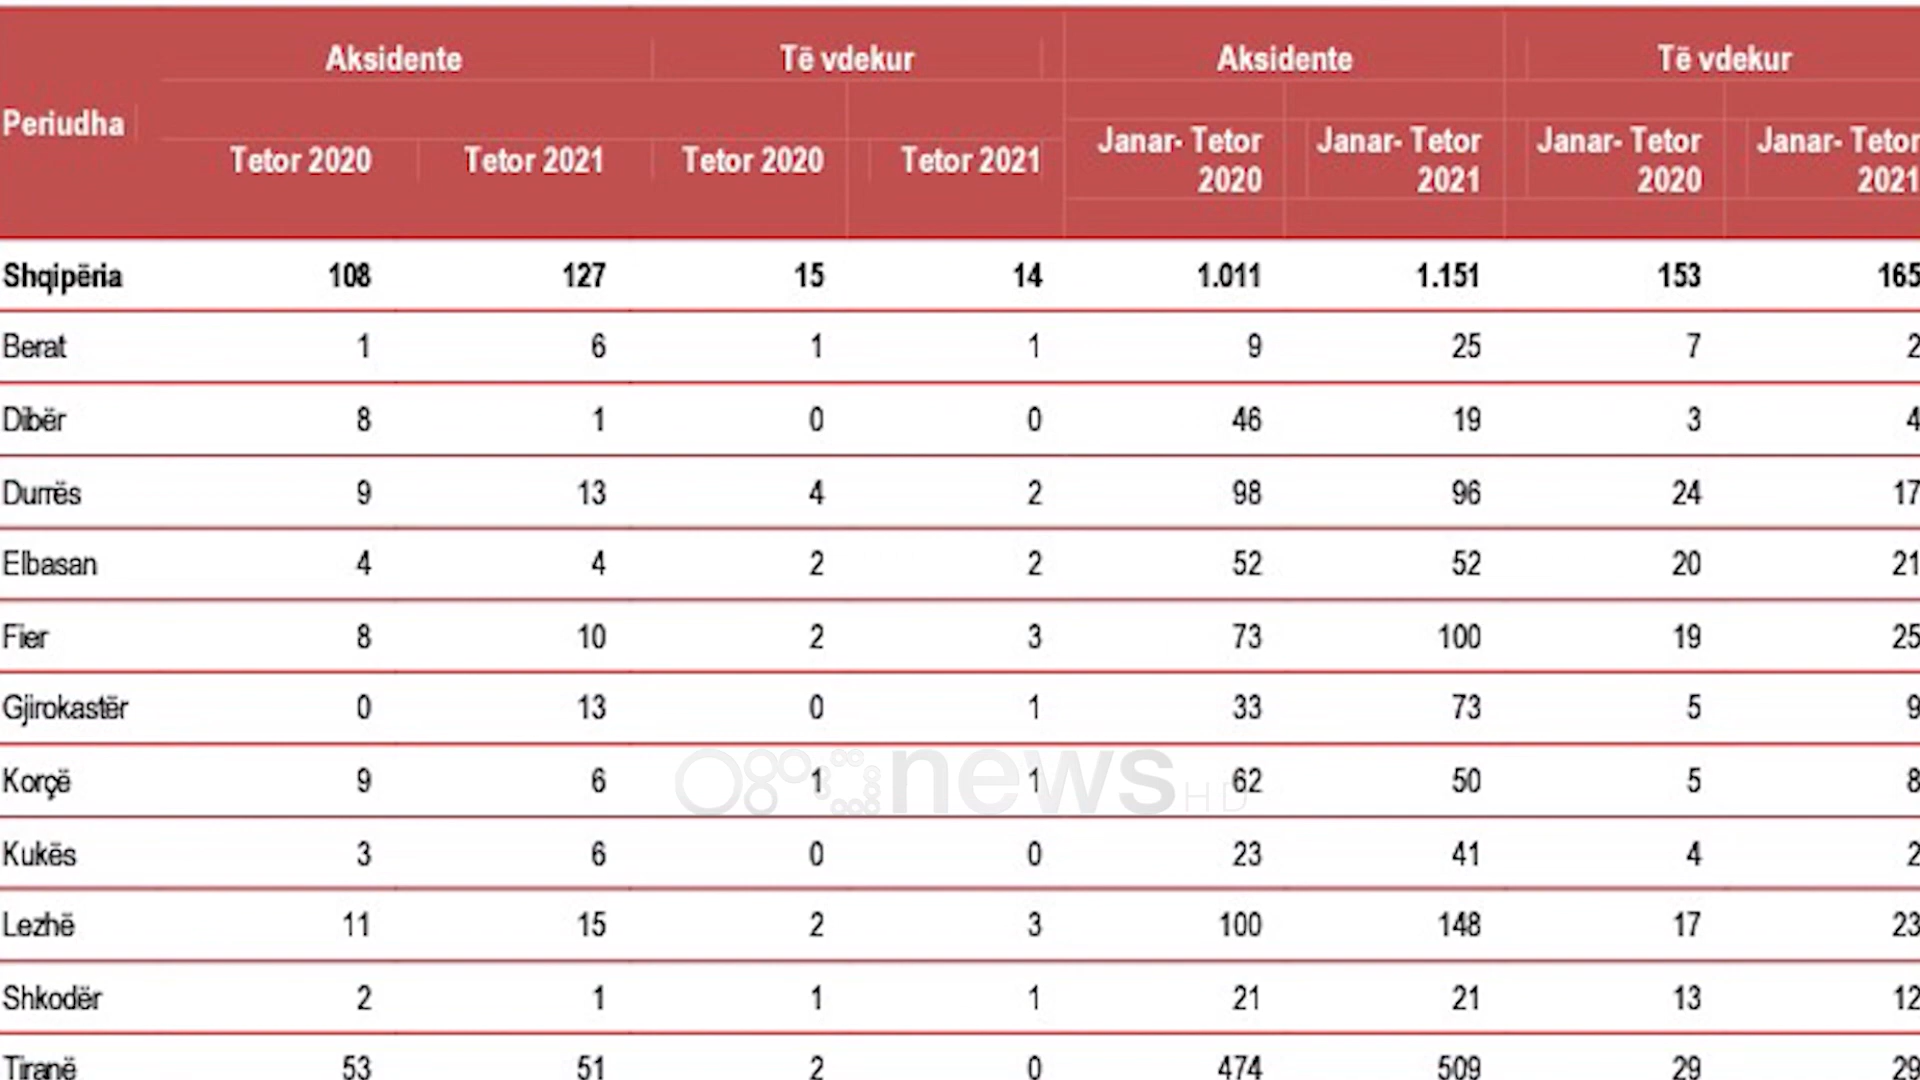 Aksidente Të vdekur Aksidente Të vdekur
Periudha
Tetor 2020 Tetor 2021 Tetor 2020 Tetor 2021 Janar- Tetor 2020 Janar- Tetor 2021 Janar- Tetor 2020 Janar- Tetor 2021
Shqipëria 108 127 15 14 1.011 1.151 153 165
Berat 1 6 1 1 9 25 7 2
Dibër 8 1 0 0 46 19 3 4
Durrës 9 13 4 2 98 96 24 17
Elbasan 4 4 2 2 52 52 20 21
Fier 8 10 2 3 73 100 19 25
Gjirokastër 0 13 0 1 33 73 5 9
Korçë 9 6 1 1 62 50 5 8
news HD
Kukës 3 6 0 0 23 41 4 2
Lezhë 11 15 2 3 100 148 17 23
Shkodër 2 1 1 1 21 21 13 12
Tiranë 53 51 2 0 474 509 29 29